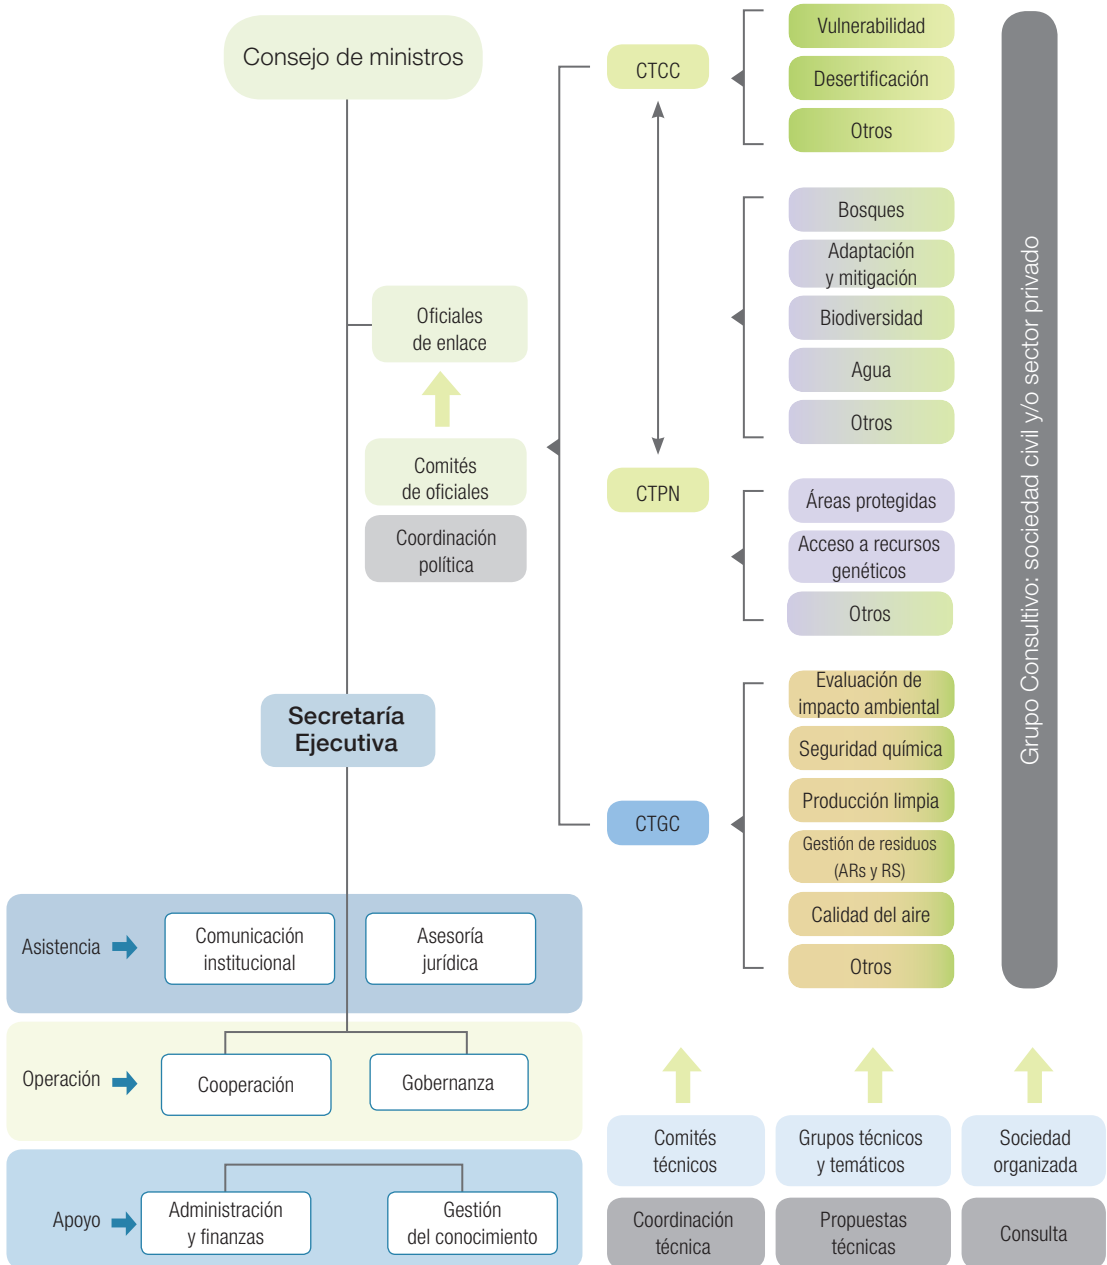 Consejo de ministros
Oficiales
de enlace
Comités
de oficiales
Coordinación
política
Secretaría
Ejecutiva
CTCC
CTPN
CTGC
Vulnerabilidad
Desertificación
Otros
Bosques
Adaptación
y mitigación
Biodiversidad
Agua
Otros
Áreas protegidas
Acceso a recursos
genéticos
Otros
Evaluación de
impacto ambiental
Seguridad química
Producción limpia
Gestión de residuos
(ARs y RS)
Calidad del aire
Otros
Grupo Consultivo: sociedad civil y/o sector privado
Asistencia
Comunicación
institucional
Asesoría
jurídica
Operación
Cooperación
Gobernanza
Apoyo
Administración
y finanzas
Gestión
del conocimiento
Comités
técnicos
Coordinación
técnica
Grupos técnicos
y temáticos
Propuestas
técnicas
Sociedad
organizada
Consulta